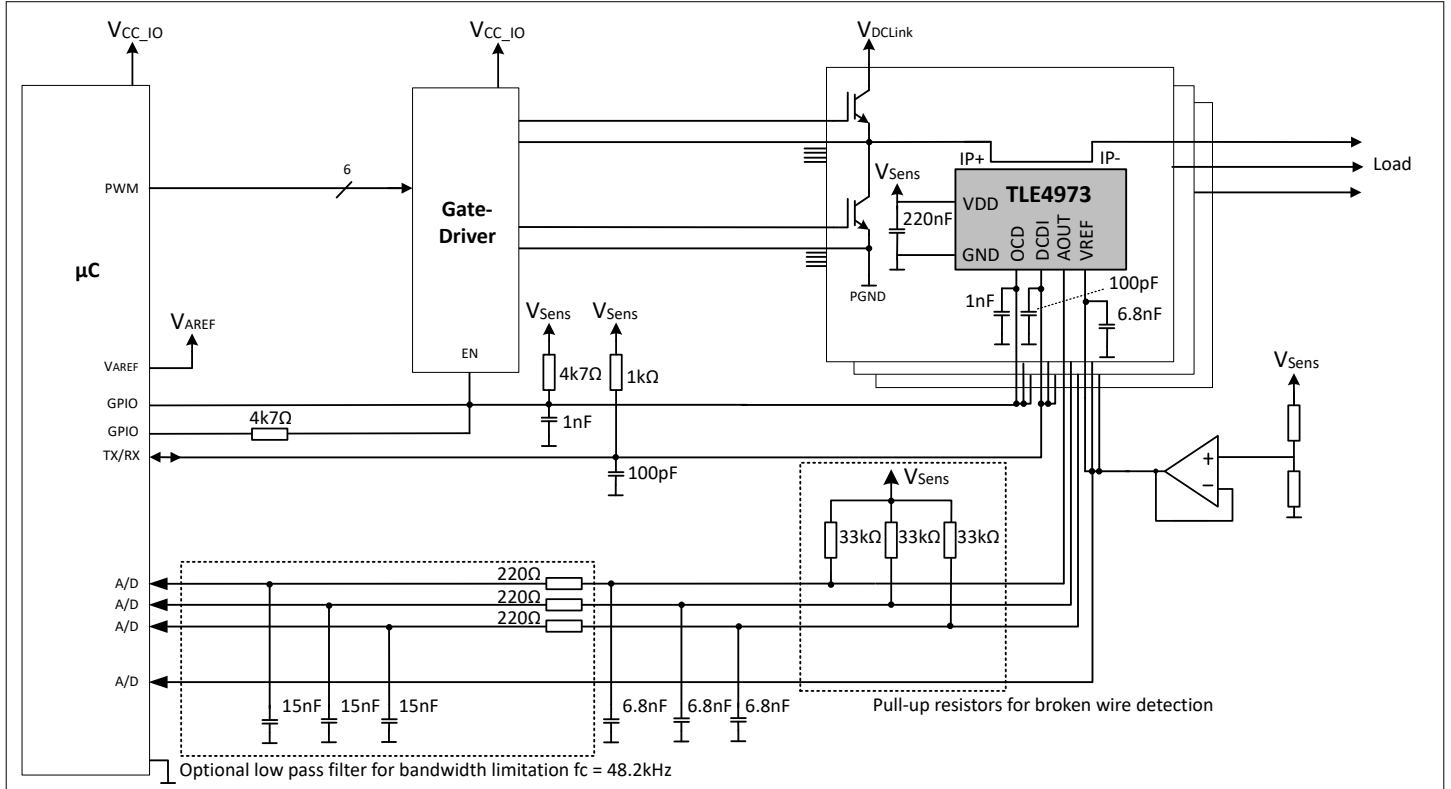 VCC_IO
VCC_IO
VDCLink
µC
PWM
6
Gate-
Driver
EN
VAREF
VAREF
GPIO
GPIO
TX/RX
4k7Ω
VSens
4k7Ω
1nF
VSens
1kΩ
100pF
PGND
VSens
220nF
IP+
IP-
TLE4973
VDD
GND
OCD
DCDI
AOUT
VREF
1nF
100pF
6.8nF
Load
VSens
+
−
VSens
33kΩ
33kΩ
33kΩ
Pull-up resistors for broken wire detection
A/D
A/D
A/D
A/D
220Ω
220Ω
220Ω
15nF
15nF
15nF
6.8nF
6.8nF
6.8nF
Optional low pass filter for bandwidth limitation fc = 48.2kHz